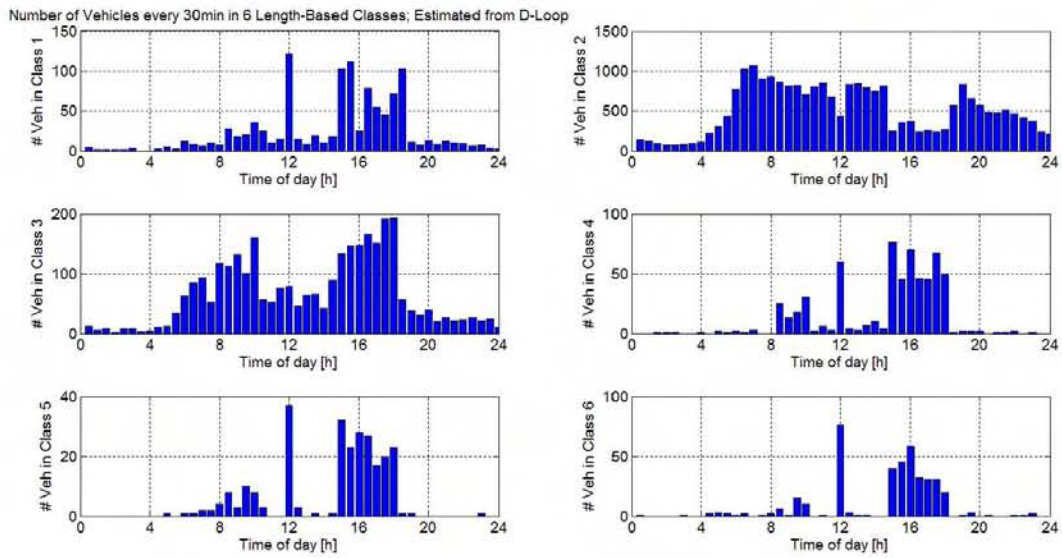 Number of Vehicles every 30min in 6 Length-Based Classes; Estimated from D-Loop
# Veh in Class 1
150
100
50
0
0 4 8 12 16 20 24
Time of day [h]
# Veh in Class 2
1500
1000
500
0
0 4 8 12 16 20 24
Time of day [h]
# Veh in Class 3
200
100
0
0 4 8 12 16 20 24
Time of day [h]
# Veh in Class 4
100
50
0
0 4 8 12 16 20 24
Time of day [h]
# Veh in Class 5
40
20
0
0 4 8 12 16 20 24
Time of day [h]
# Veh in Class 6
100
50
0
0 4 8 12 16 20 24
Time of day [h]